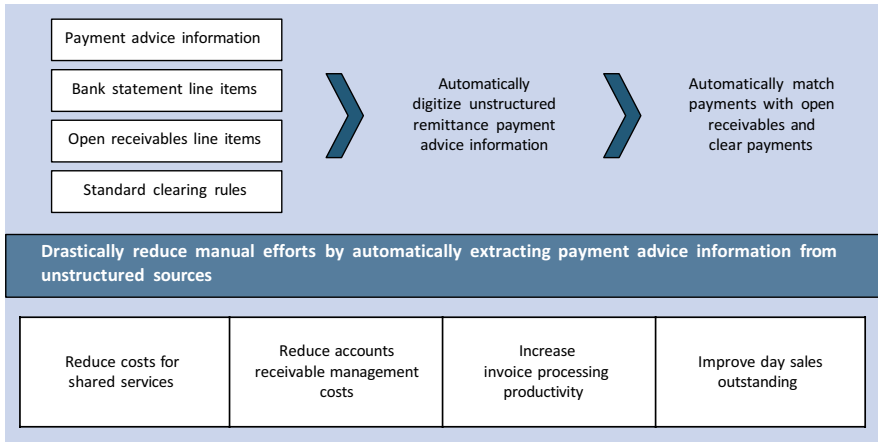 Payment advice information
Bank statement line items
Open receivables line items
Standard clearing rules
Automatically
digitize unstructured
remittance payment
advice information
Automatically match
payments with open
receivables and
clear payments
Drastically reduce manual efforts by automatically extracting payment advice information from
unstructured sources
Reduce costs for
shared services
Reduce accounts
receivable management
costs
Increase
invoice processing
productivity
Improve day sales
outstanding